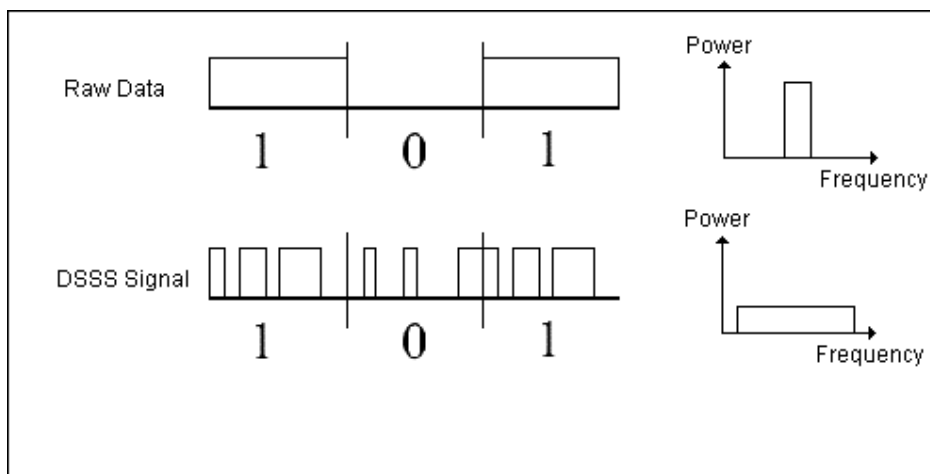 Power
Raw Data
1 0 1
Frequency
Power
DSSS Signal
1 0 1
Frequency